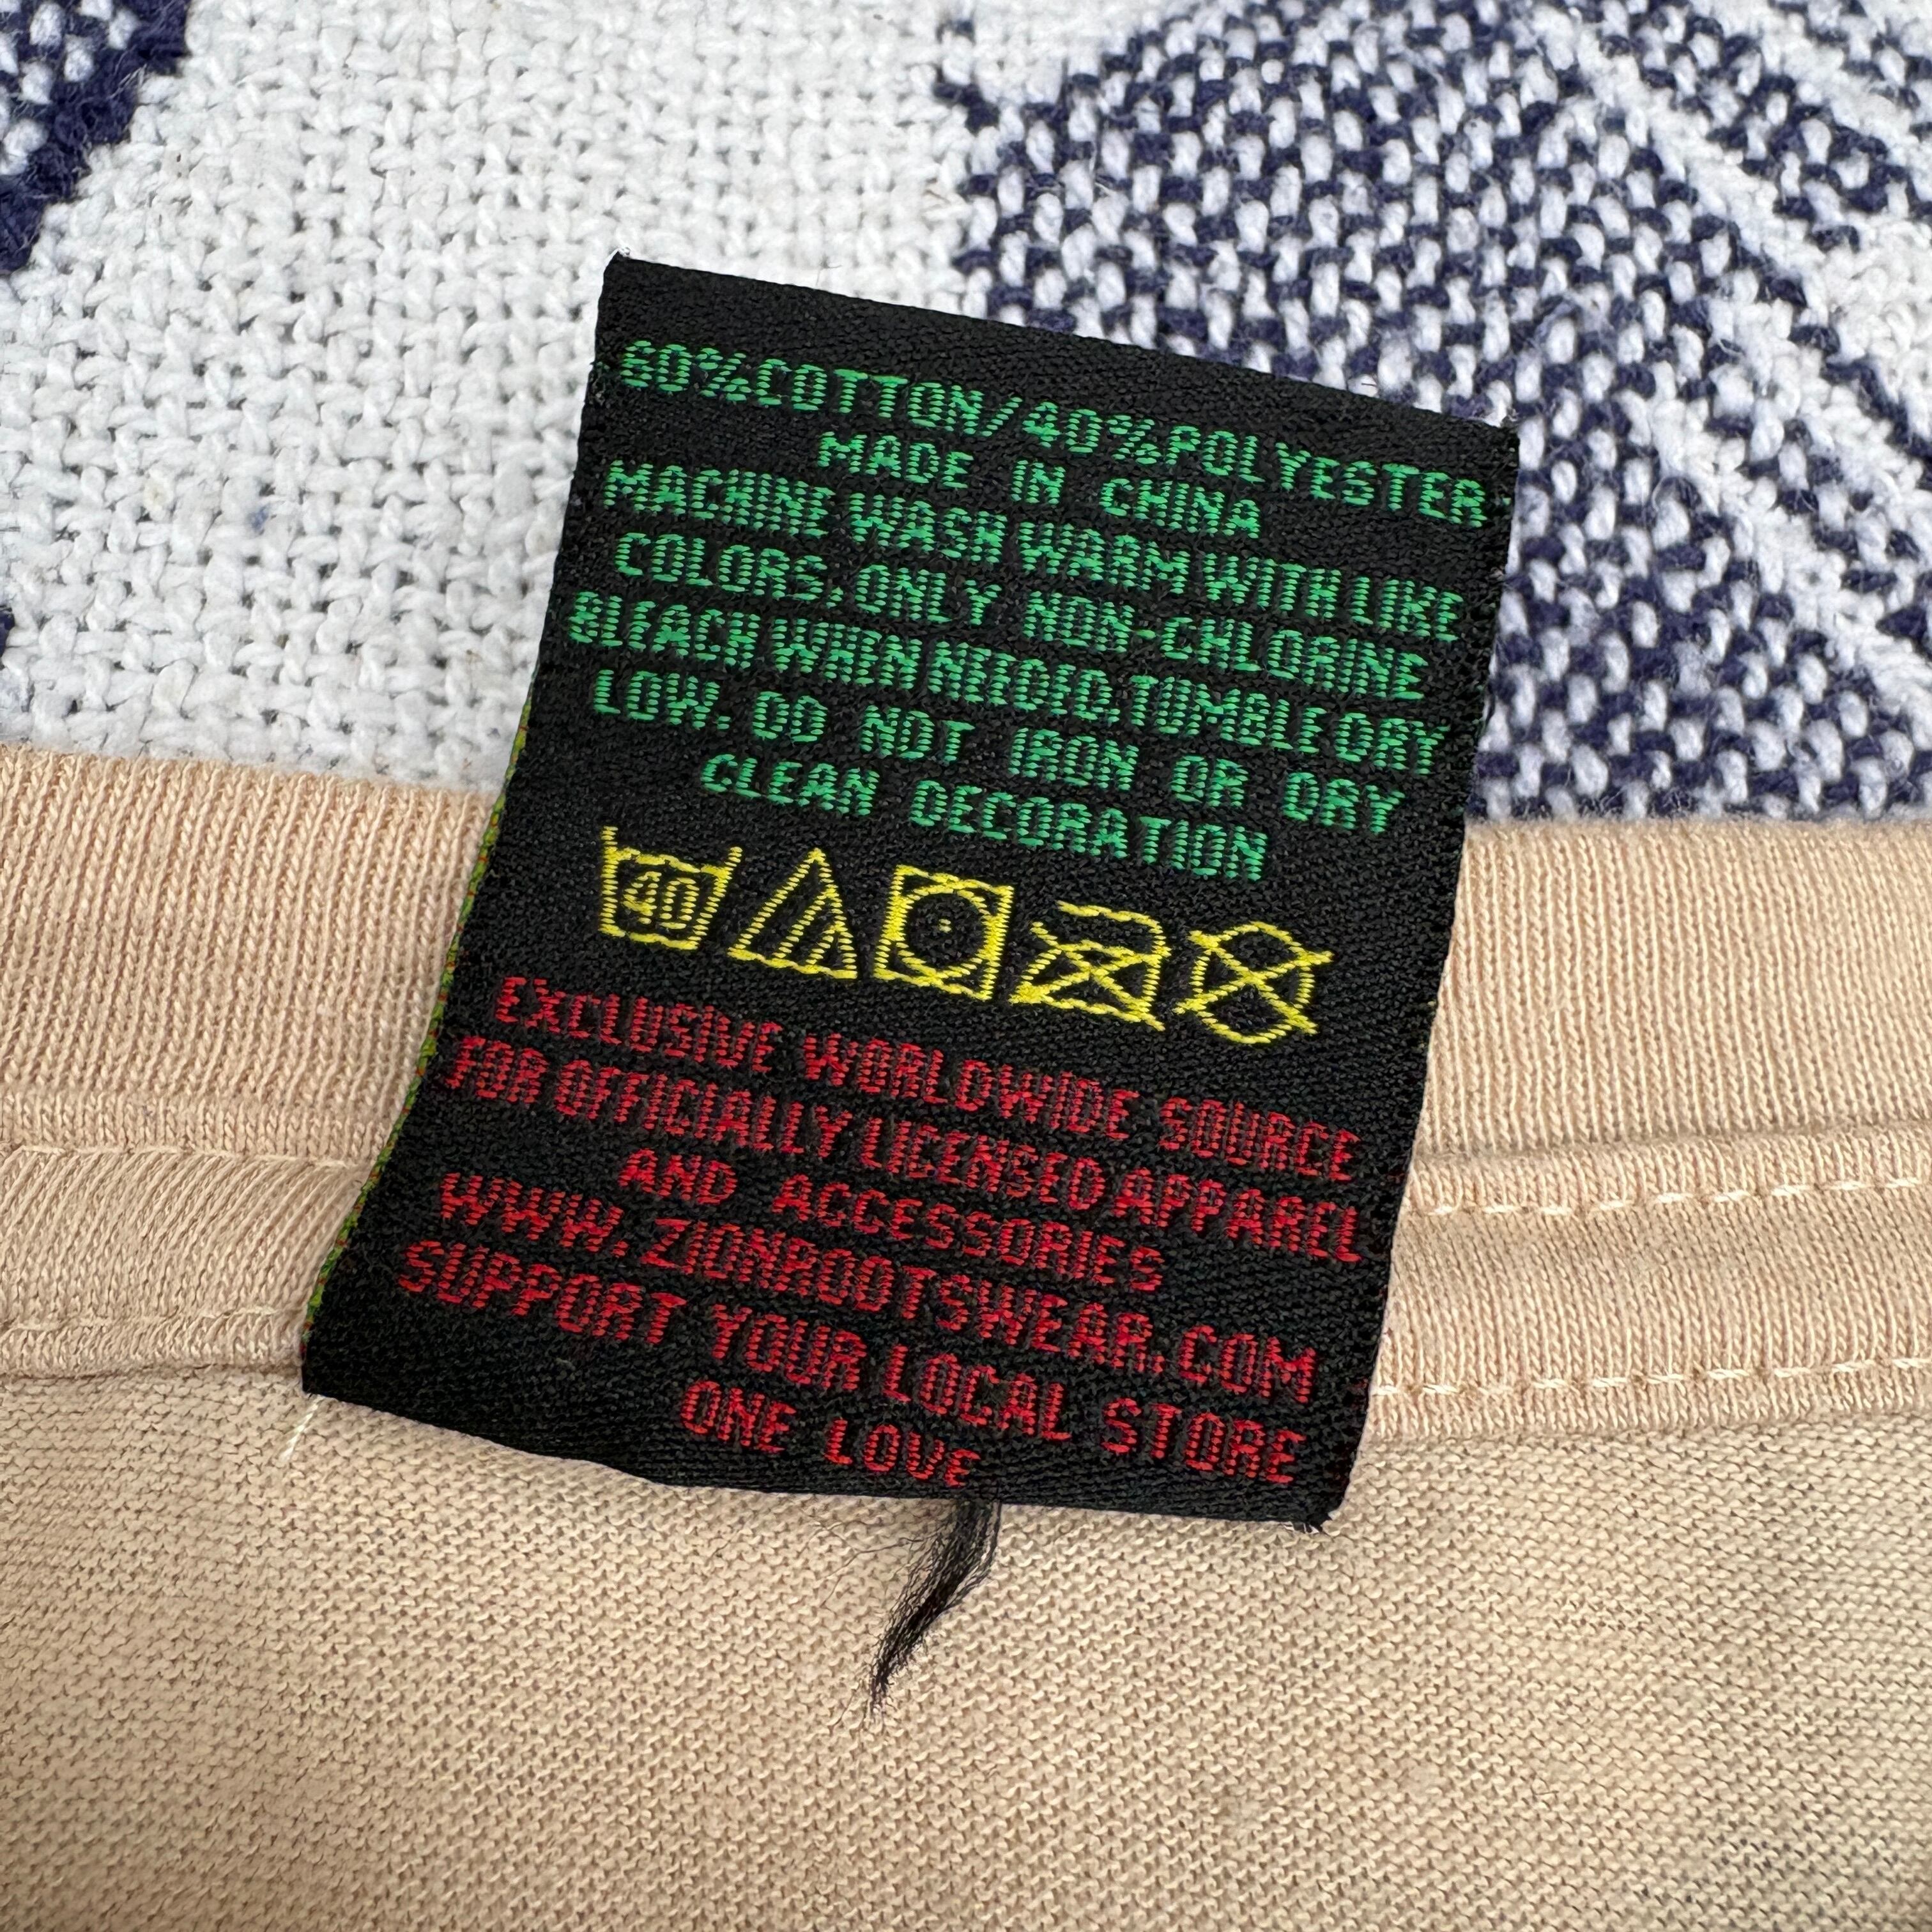 60%COTTON/40%POLYESTER
MADE IN CHINA
MACHINE WASH WARM WITH LIKE
COLORS.ONLY NON-CHLORINE
BLEACH WHEN NEEDED.TUMBLE DRY
LOW. DO NOT IRON OR DRY
CLEAN DECORATION
40
EXCLUSIVE WORLDWIDE SOURCE
FOR OFFICIALLY LICENSED APPAREL
AND ACCESSORIES
WWW.ZIONROOTSWEAR.COM
SUPPORT YOUR LOCAL STORE
ONE LOVE